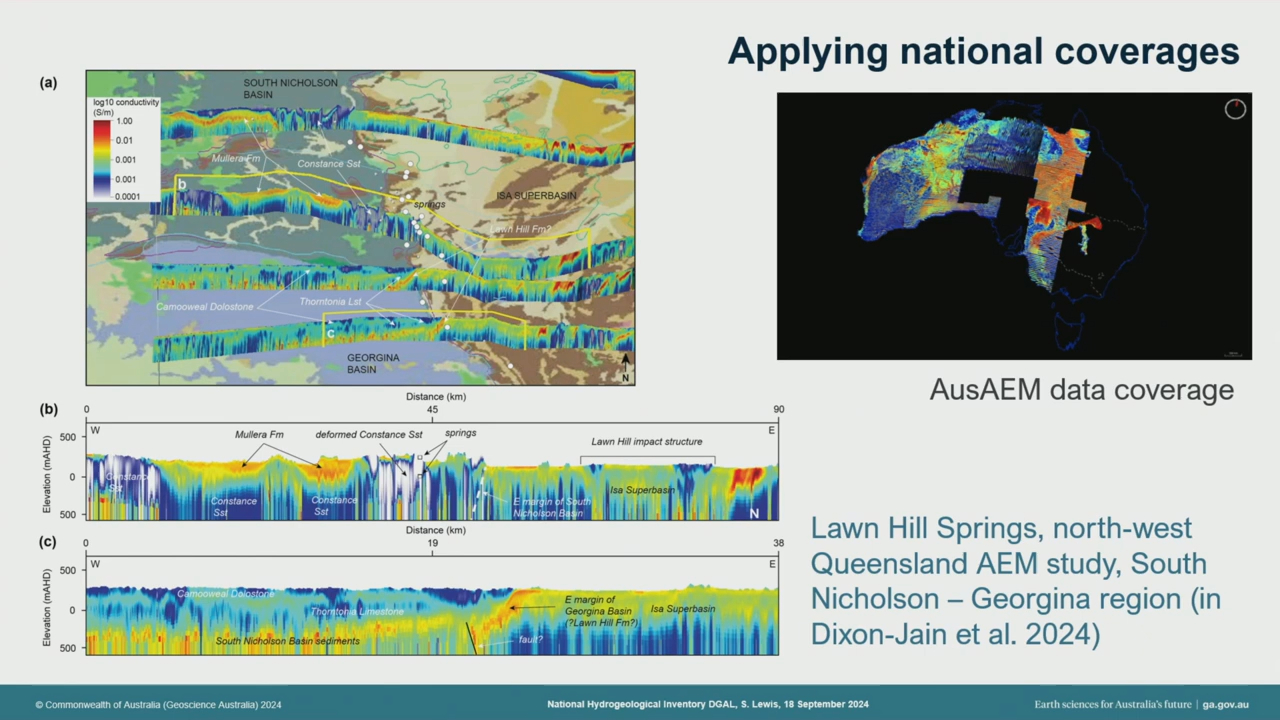 Applying national coverages
(a)
SOUTH NICHOLSON
BASIN
log10 conductivity
(S/m)
1.00
0.01
0.001
0.001
0.0001
Mullera Fm
Constance Sst
b
springs
ISA SUPERBASIN
Lawn Hill Fm?
Camooweal Dolostone
Thorntonia Lst
c
GEORGINA
BASIN
N
AusAEM data coverage
Distance (km)
(b)
0
45
90
W
E
500
0
500
Elevation (mAHD)
Mullera Fm
deformed Constance Sst
springs
Lawn Hill impact structure
Constance
Sst
Constance
Sst
Constance
Sst
E margin of South
Nicholson Basin
Isa Superbasin
N
Distance (km)
(c)
0
19
38
W
E
500
0
500
Elevation (mAHD)
Camooweal Dolostone
Thorntonia Limestone
South Nicholson Basin sediments
E margin of
Georgina Basin
(?Lawn Hill Fm?)
Isa Superbasin
fault?
Lawn Hill Springs, north-west
Queensland AEM study, South
Nicholson – Georgina region (in
Dixon-Jain et al. 2024)
© Commonwealth of Australia (Geoscience Australia) 2024
National Hydrogeological Inventory DGAL, S. Lewis, 18 September 2024
Earth sciences for Australia's future | ga.gov.au